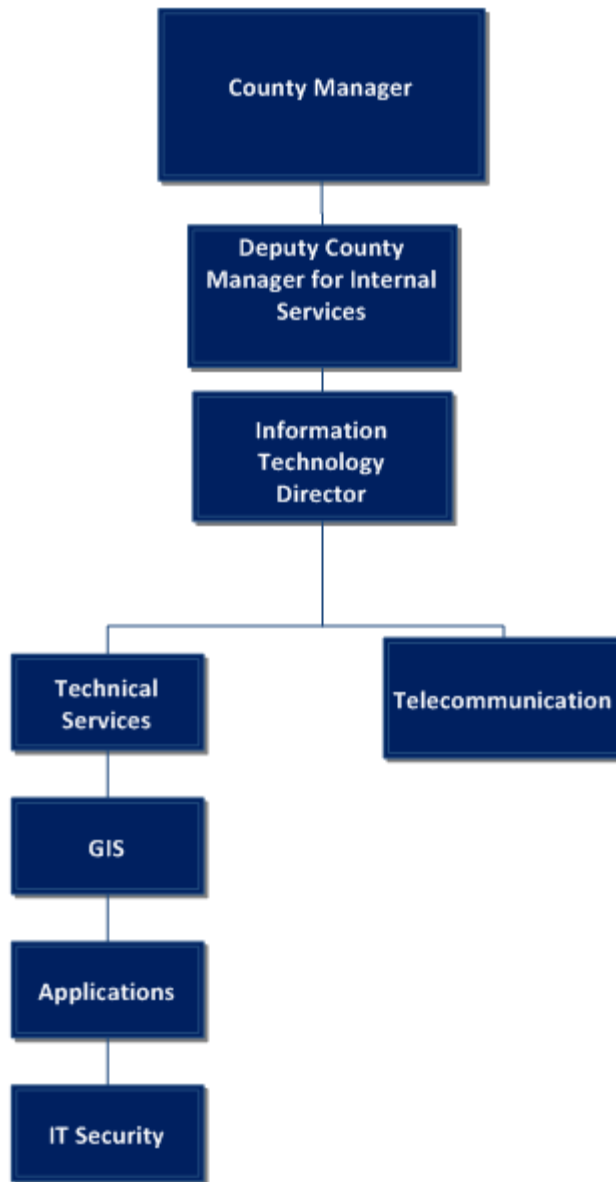 County Manager
Deputy County
Manager for Internal
Services
Information
Technology
Director
Technical
Services
Telecommunication
GIS
Applications
IT Security